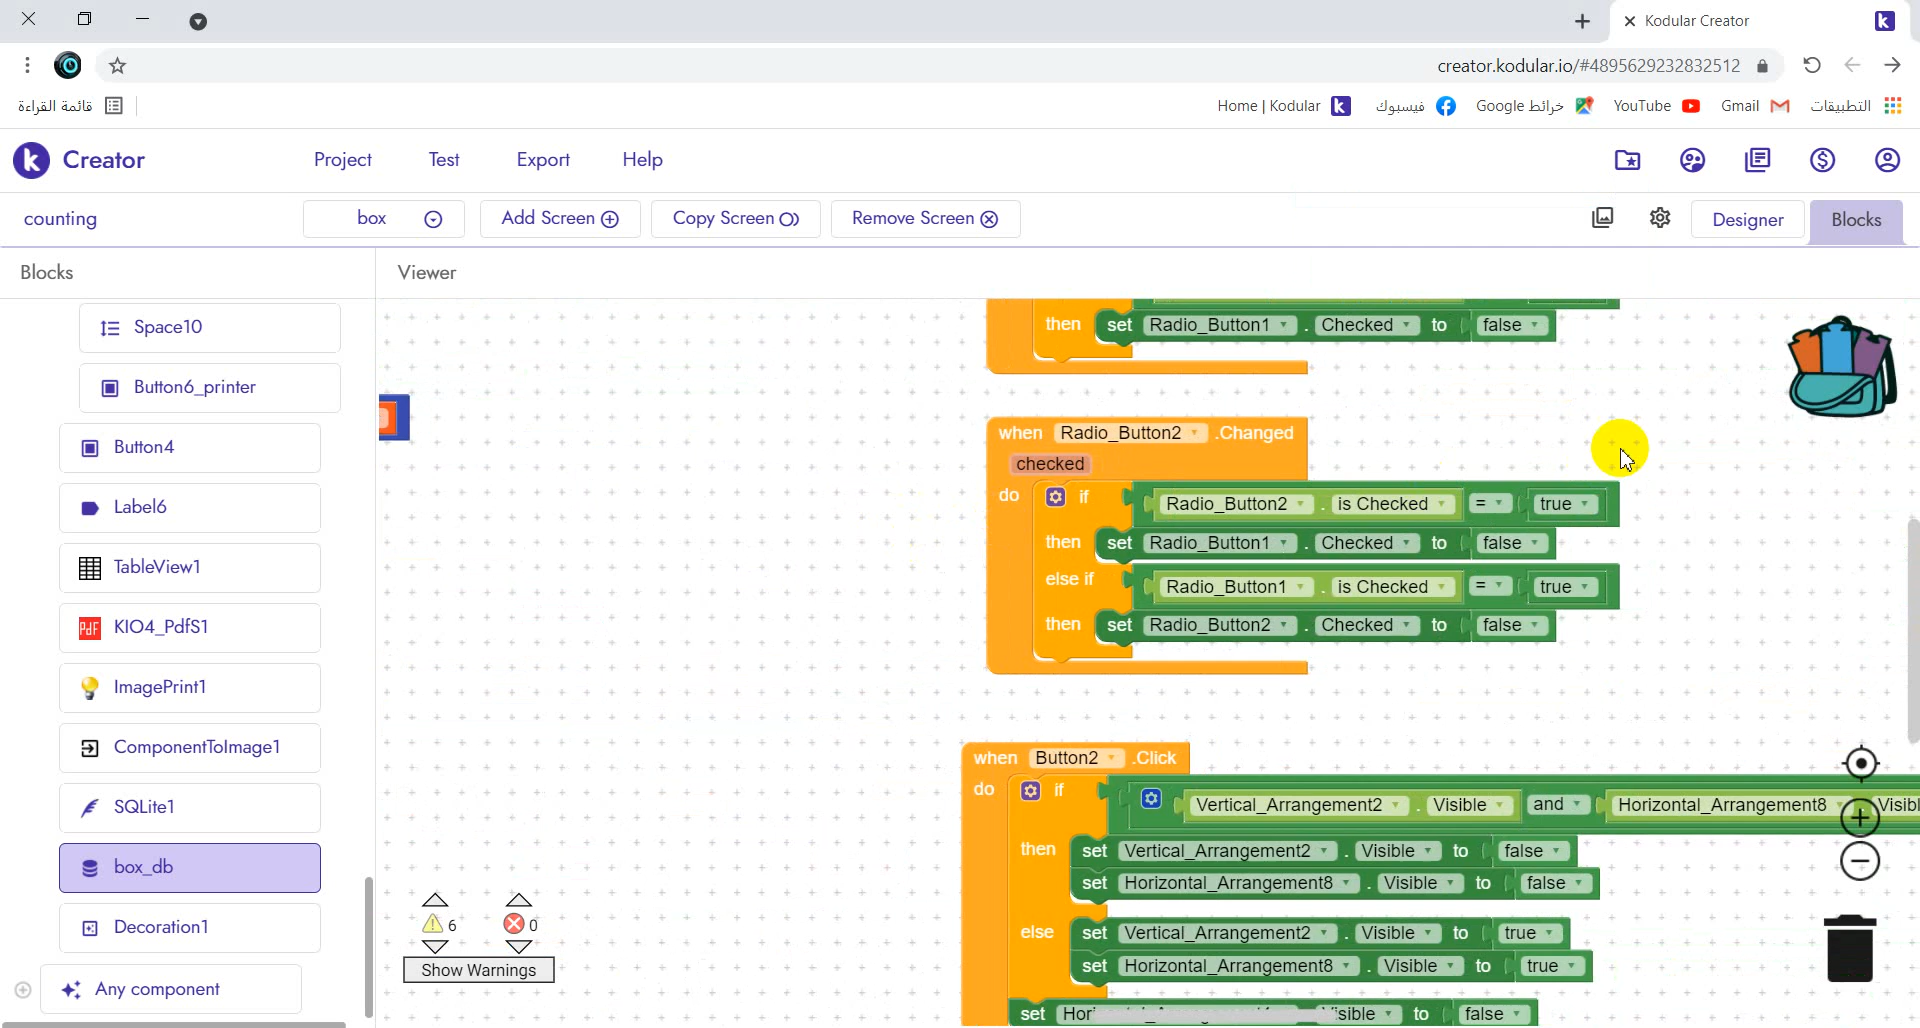 Kodular Creator
creator.kodular.io/#4895629232832512
قائمة القراءة
Home | Kodular
فيسبوك
خرائط Google
YouTube
Gmail
التطبيقات
Creator
Project
Test
Export
Help
counting
box
Add Screen
Copy Screen
Remove Screen
Designer
Blocks
Blocks
Viewer
Space10
Button6_printer
Button4
Label6
TableView1
PdF KIO4_PdfS1
ImagePrint1
ComponentToImage1
SQLite1
box_db
Decoration1
Any component
then set Radio_Button1 . Checked to false
when Radio_Button2 .Changed
checked
do if Radio_Button2 . is Checked = true
then set Radio_Button1 . Checked to false
else if Radio_Button1 . is Checked = true
then set Radio_Button2 . Checked to false
when Button2 .Click
do if Vertical_Arrangement2 . Visible and Horizontal_Arrangement8
then set Vertical_Arrangement2 . Visible to false
set Horizontal_Arrangement8 . Visible to false
else set Vertical_Arrangement2 . Visible to true
set Horizontal_Arrangement8 . Visible to true
set to false
6 0
Show Warnings